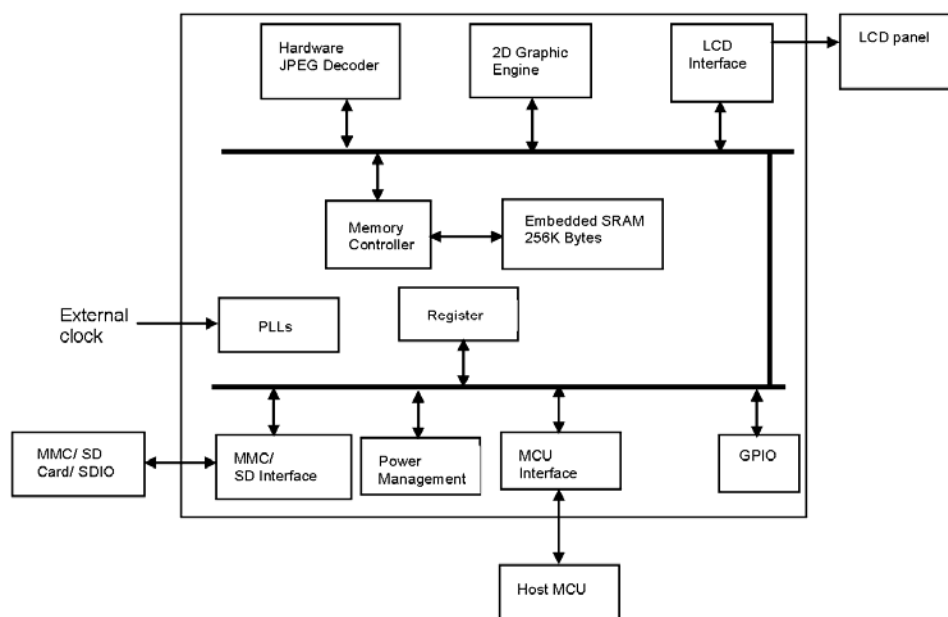 Hardware
JPEG Decoder
2D Graphic
Engine
LCD
Interface
LCD panel
Memory
Controller
Embedded SRAM
256K Bytes
External
clock
PLLs
Register
MMC/ SD
Card/ SDIO
MMC/
SD Interface
Power
Management
MCU
Interface
GPIO
Host MCU